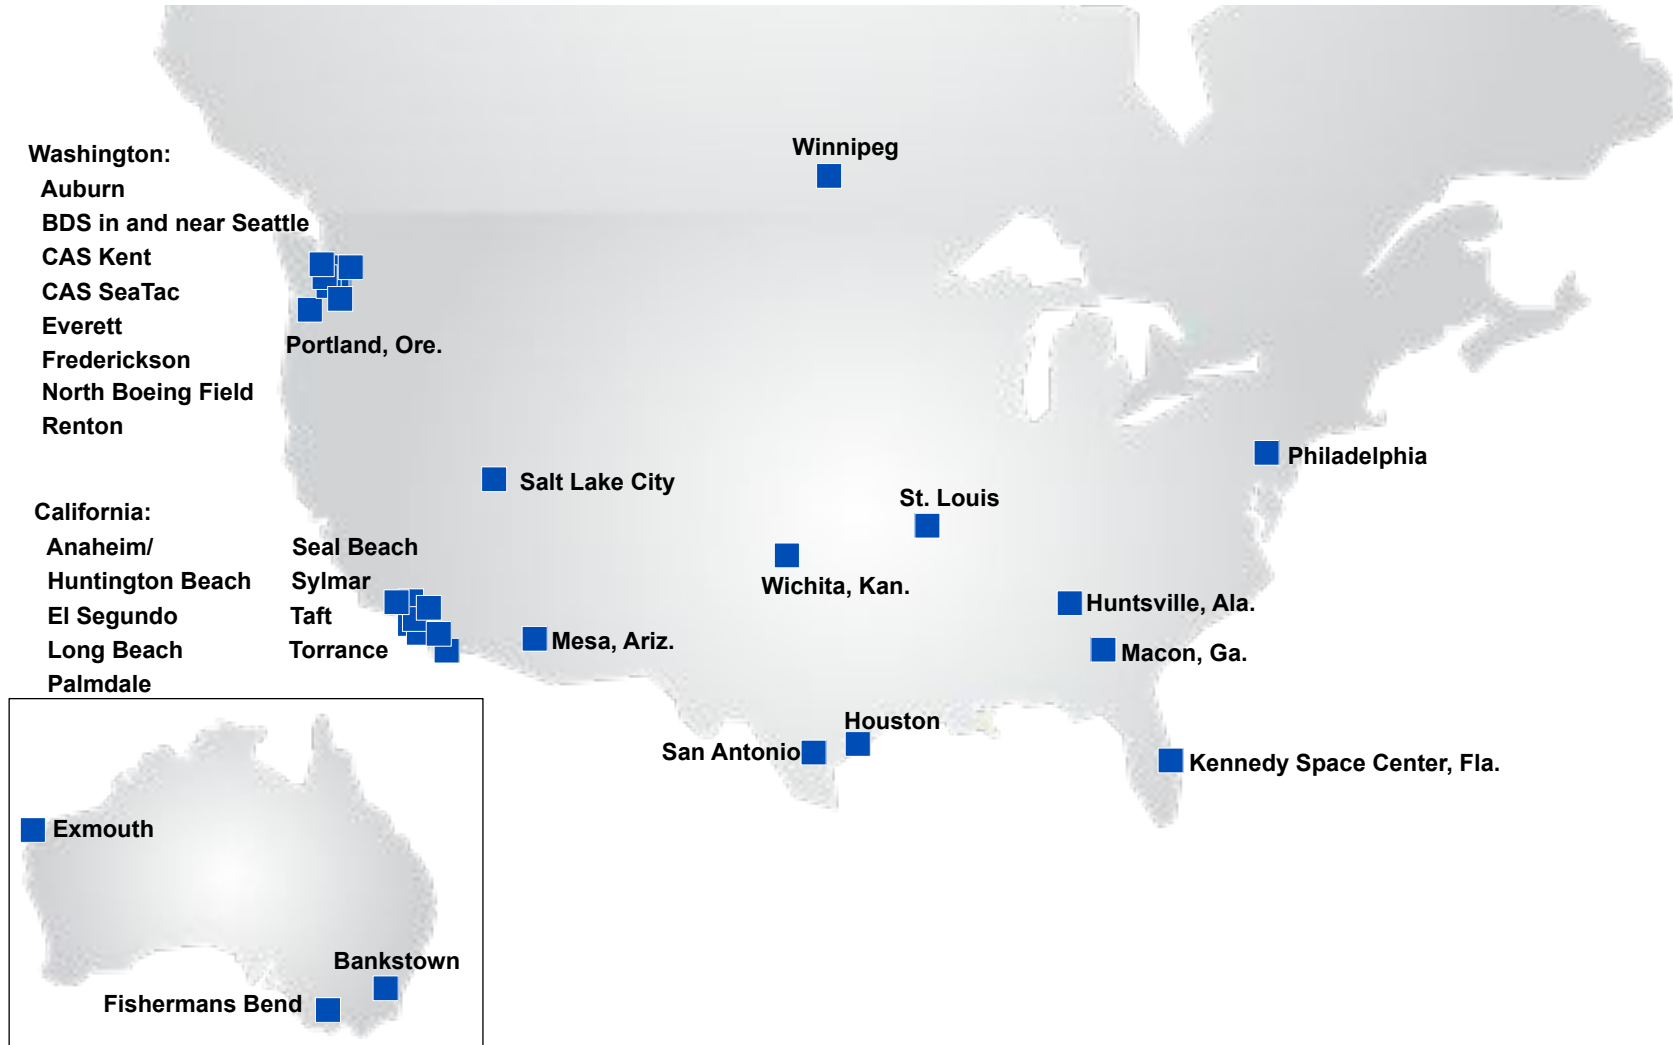 Washington:
Auburn
BDS in and near Seattle
CAS Kent
CAS SeaTac
Everett
Frederickson
North Boeing Field
Renton
Portland, Ore.
Winnipeg
Salt Lake City
St. Louis
Wichita, Kan.
Philadelphia
California:
Anaheim/
Huntington Beach
El Segundo
Long Beach
Palmdale
Seal Beach
Sylmar
Taft
Torrance
Mesa, Ariz.
Huntsville, Ala.
Macon, Ga.
Houston
San Antonio
Kennedy Space Center, Fla.
Exmouth
Bankstown
Fishermans Bend